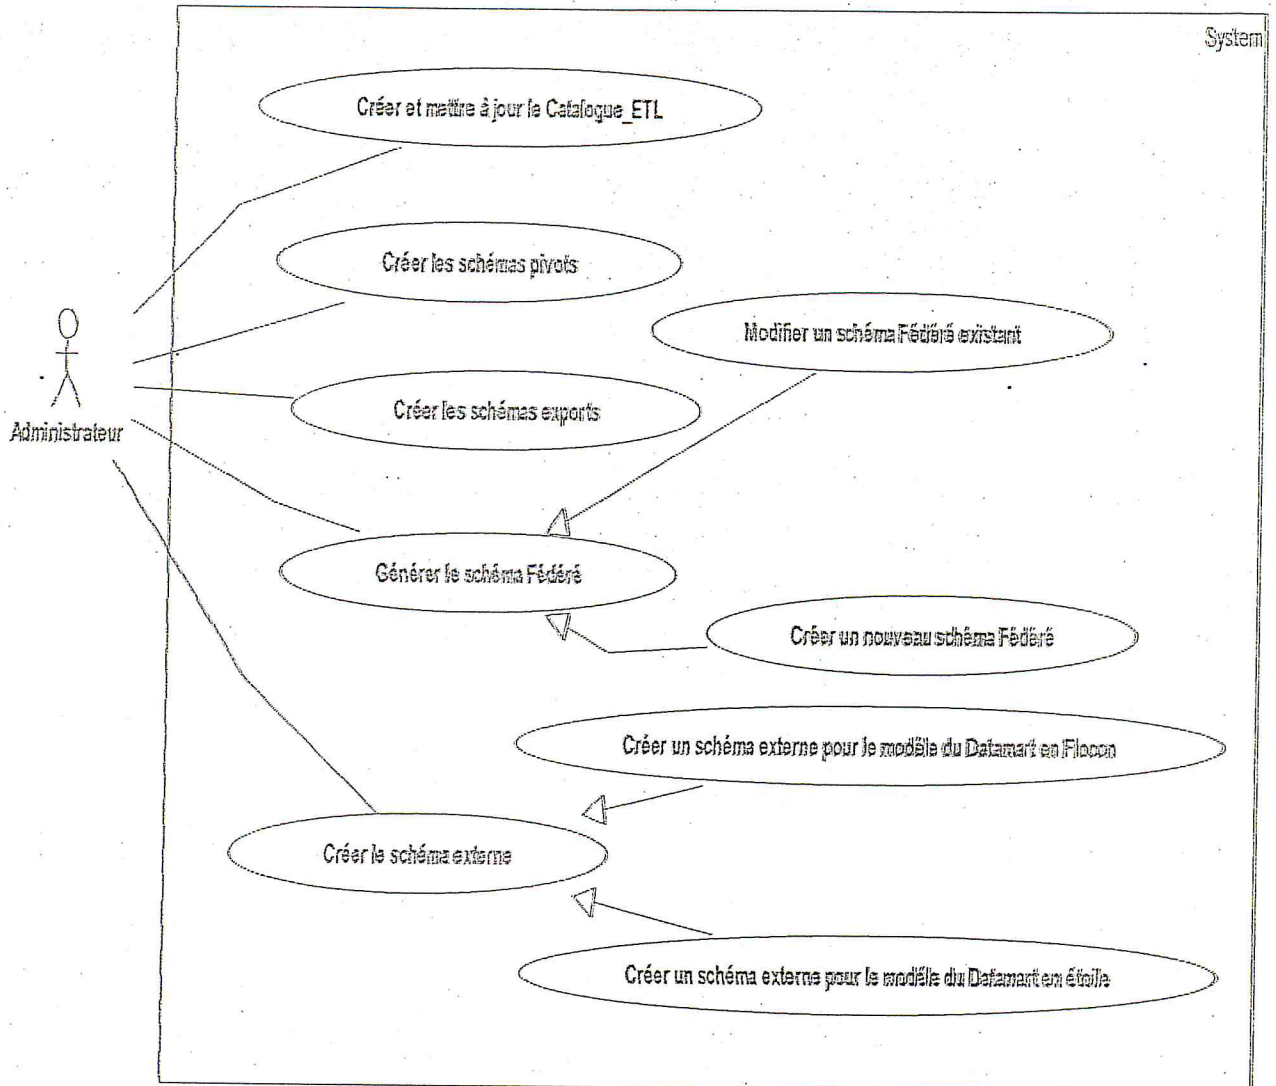 System
Créer et mettre à jour le Catalogue_ETL
Créer les schémas pivots
Modifier un schéma Fédéré existant
Créer les schémas exports
Administrateur
Générer le schéma Fédéré
Créer un nouveau schéma Fédéré
Créer un schéma externe pour le modèle du Datamart en Flocon
Créer le schéma externe
Créer un schéma externe pour le modèle du Datamart en étoile